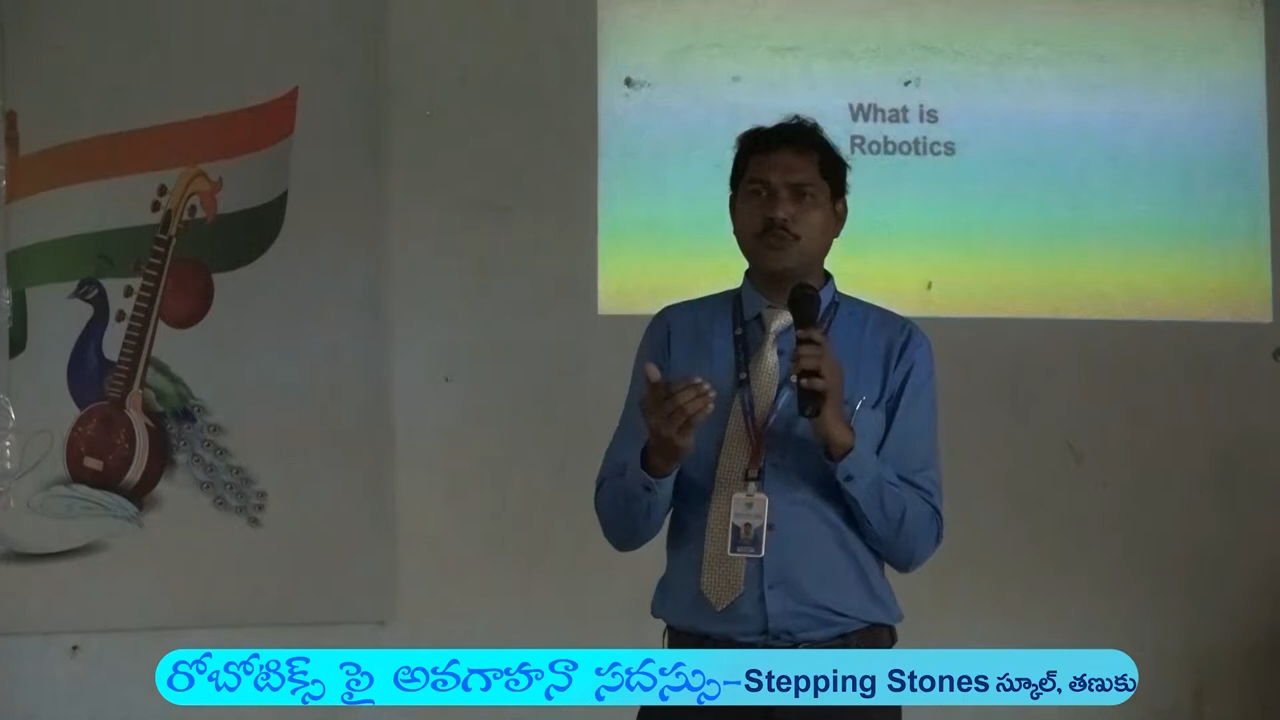 What is
Robotics
రోబోటిక్స్ పై అవగాహనా సదస్సు-Stepping Stones స్కూల్, తణుకు